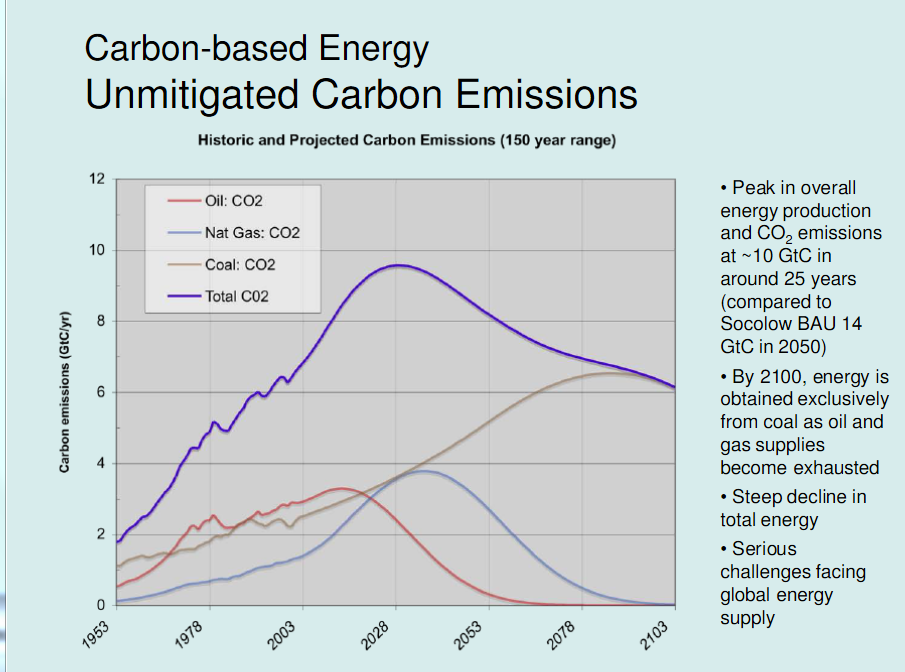 Carbon-based Energy
Unmitigated Carbon Emissions
Historic and Projected Carbon Emissions (150 year range)
12
10
8
6
4
2
0
Carbon emissions (GtC/yr)
Oil: CO2
Nat Gas: CO2
Coal: CO2
Total C02
1953
1978
2003
2028
2053
2078
2103
• Peak in overall
energy production
and CO₂ emissions
at ~10 GtC in
around 25 years
(compared to
Socolow BAU 14
GtC in 2050)
• By 2100, energy is
obtained exclusively
from coal as oil and
gas supplies
become exhausted
• Steep decline in
total energy
• Serious
challenges facing
global energy
supply